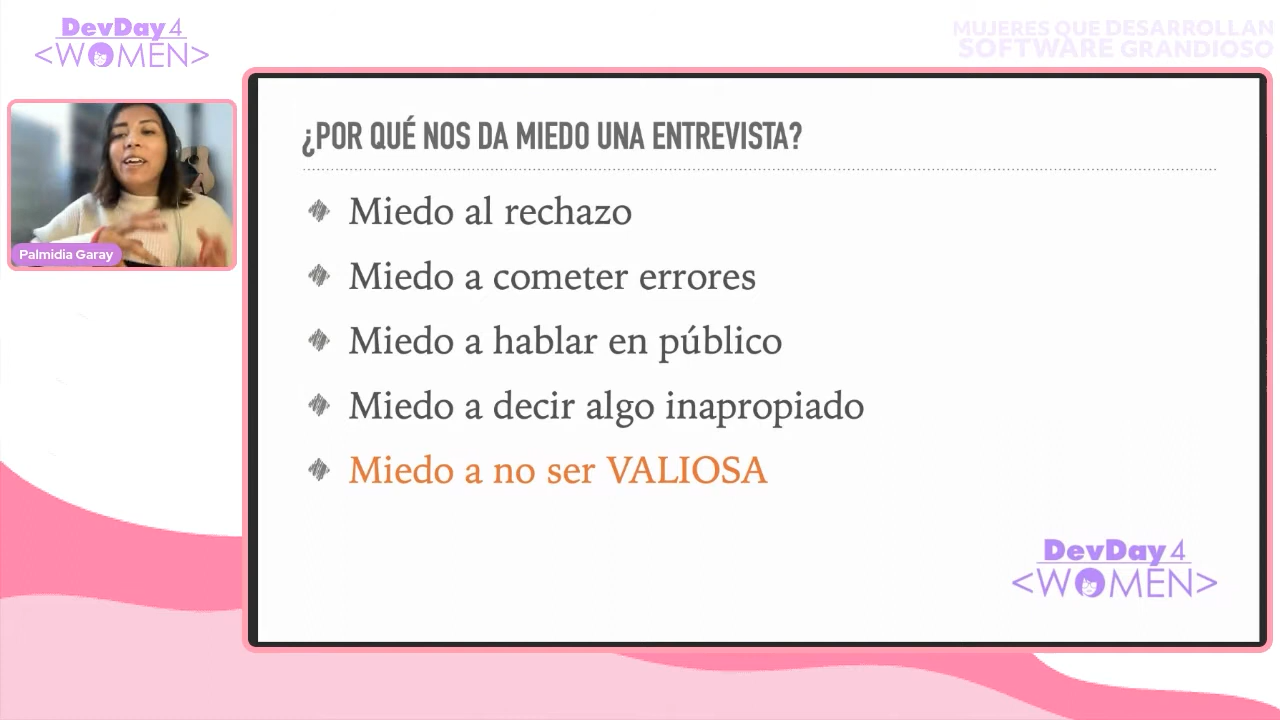 DevDay 4
<WOMEN>
MUJERES QUE DESARROLLAN
SOFTWARE GRANDIOSO
Palmidia Garay
¿POR QUÉ NOS DA MIEDO UNA ENTREVISTA?
Miedo al rechazo
Miedo a cometer errores
Miedo a hablar en público
Miedo a decir algo inapropiado
Miedo a no ser VALIOSA
DevDay 4
<WOMEN>